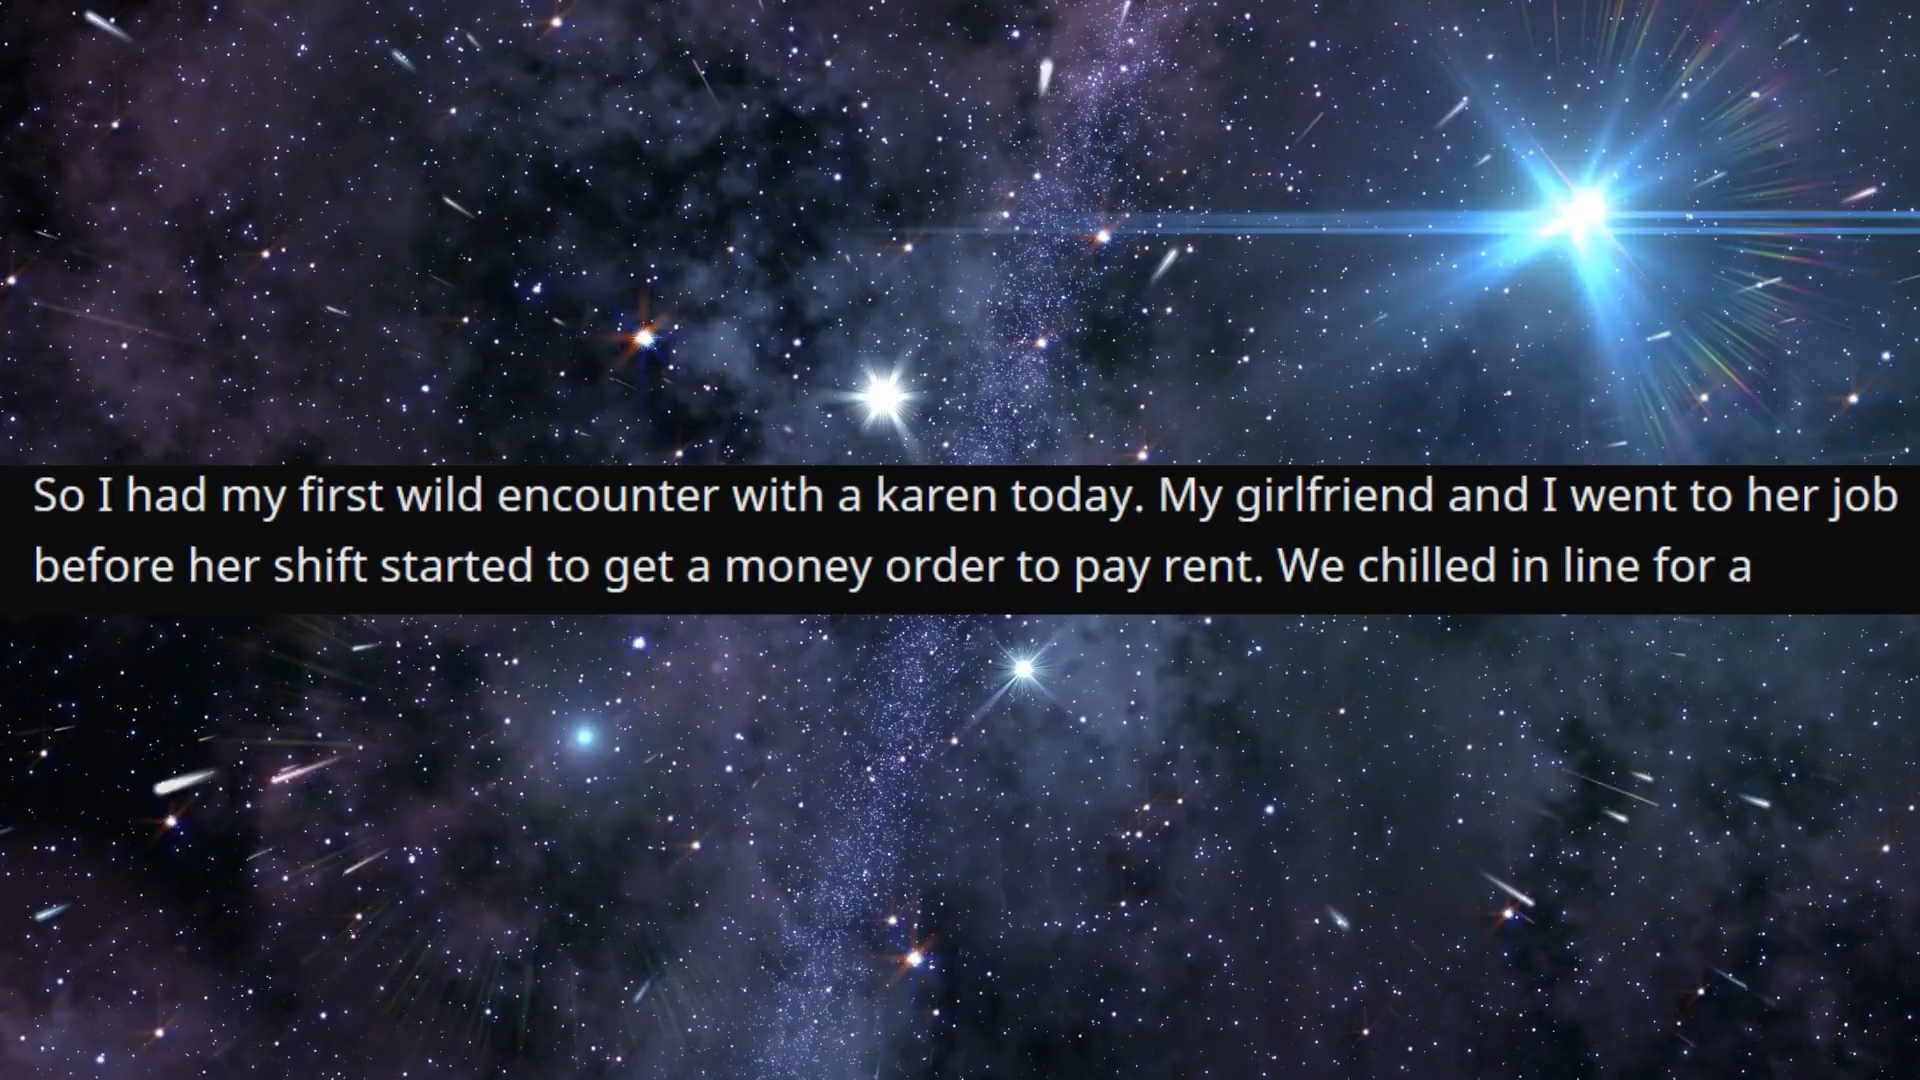 So I had my first wild encounter with a karen today. My girlfriend and I went to her job
before her shift started to get a money order to pay rent. We chilled in line for a